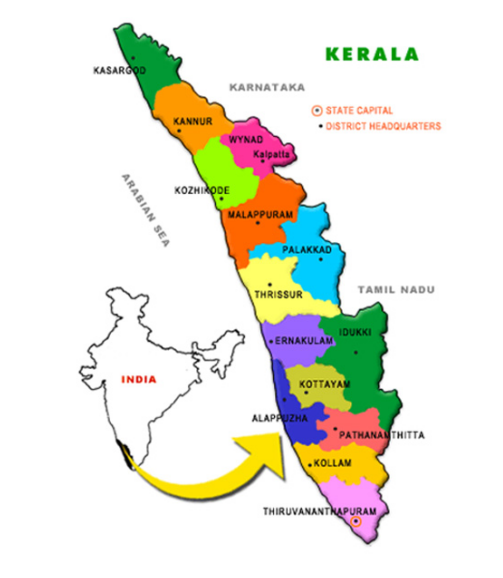 KERALA
KASARGOD
KARNATAKA
STATE CAPITAL
DISTRICT HEADQUARTERS
KANNUR
WYNAD
Kalpatta
KOZHIKODE
ARABIAN SEA
MALAPPURAM
PALAKKAD
TAMIL NADU
THRISSUR
IDUKKI
ERNAKULAM
INDIA
KOTTAYAM
ALAPPUZHA
PATHANAMTHITTA
KOLLAM
THIRUVANANTHAPURAM